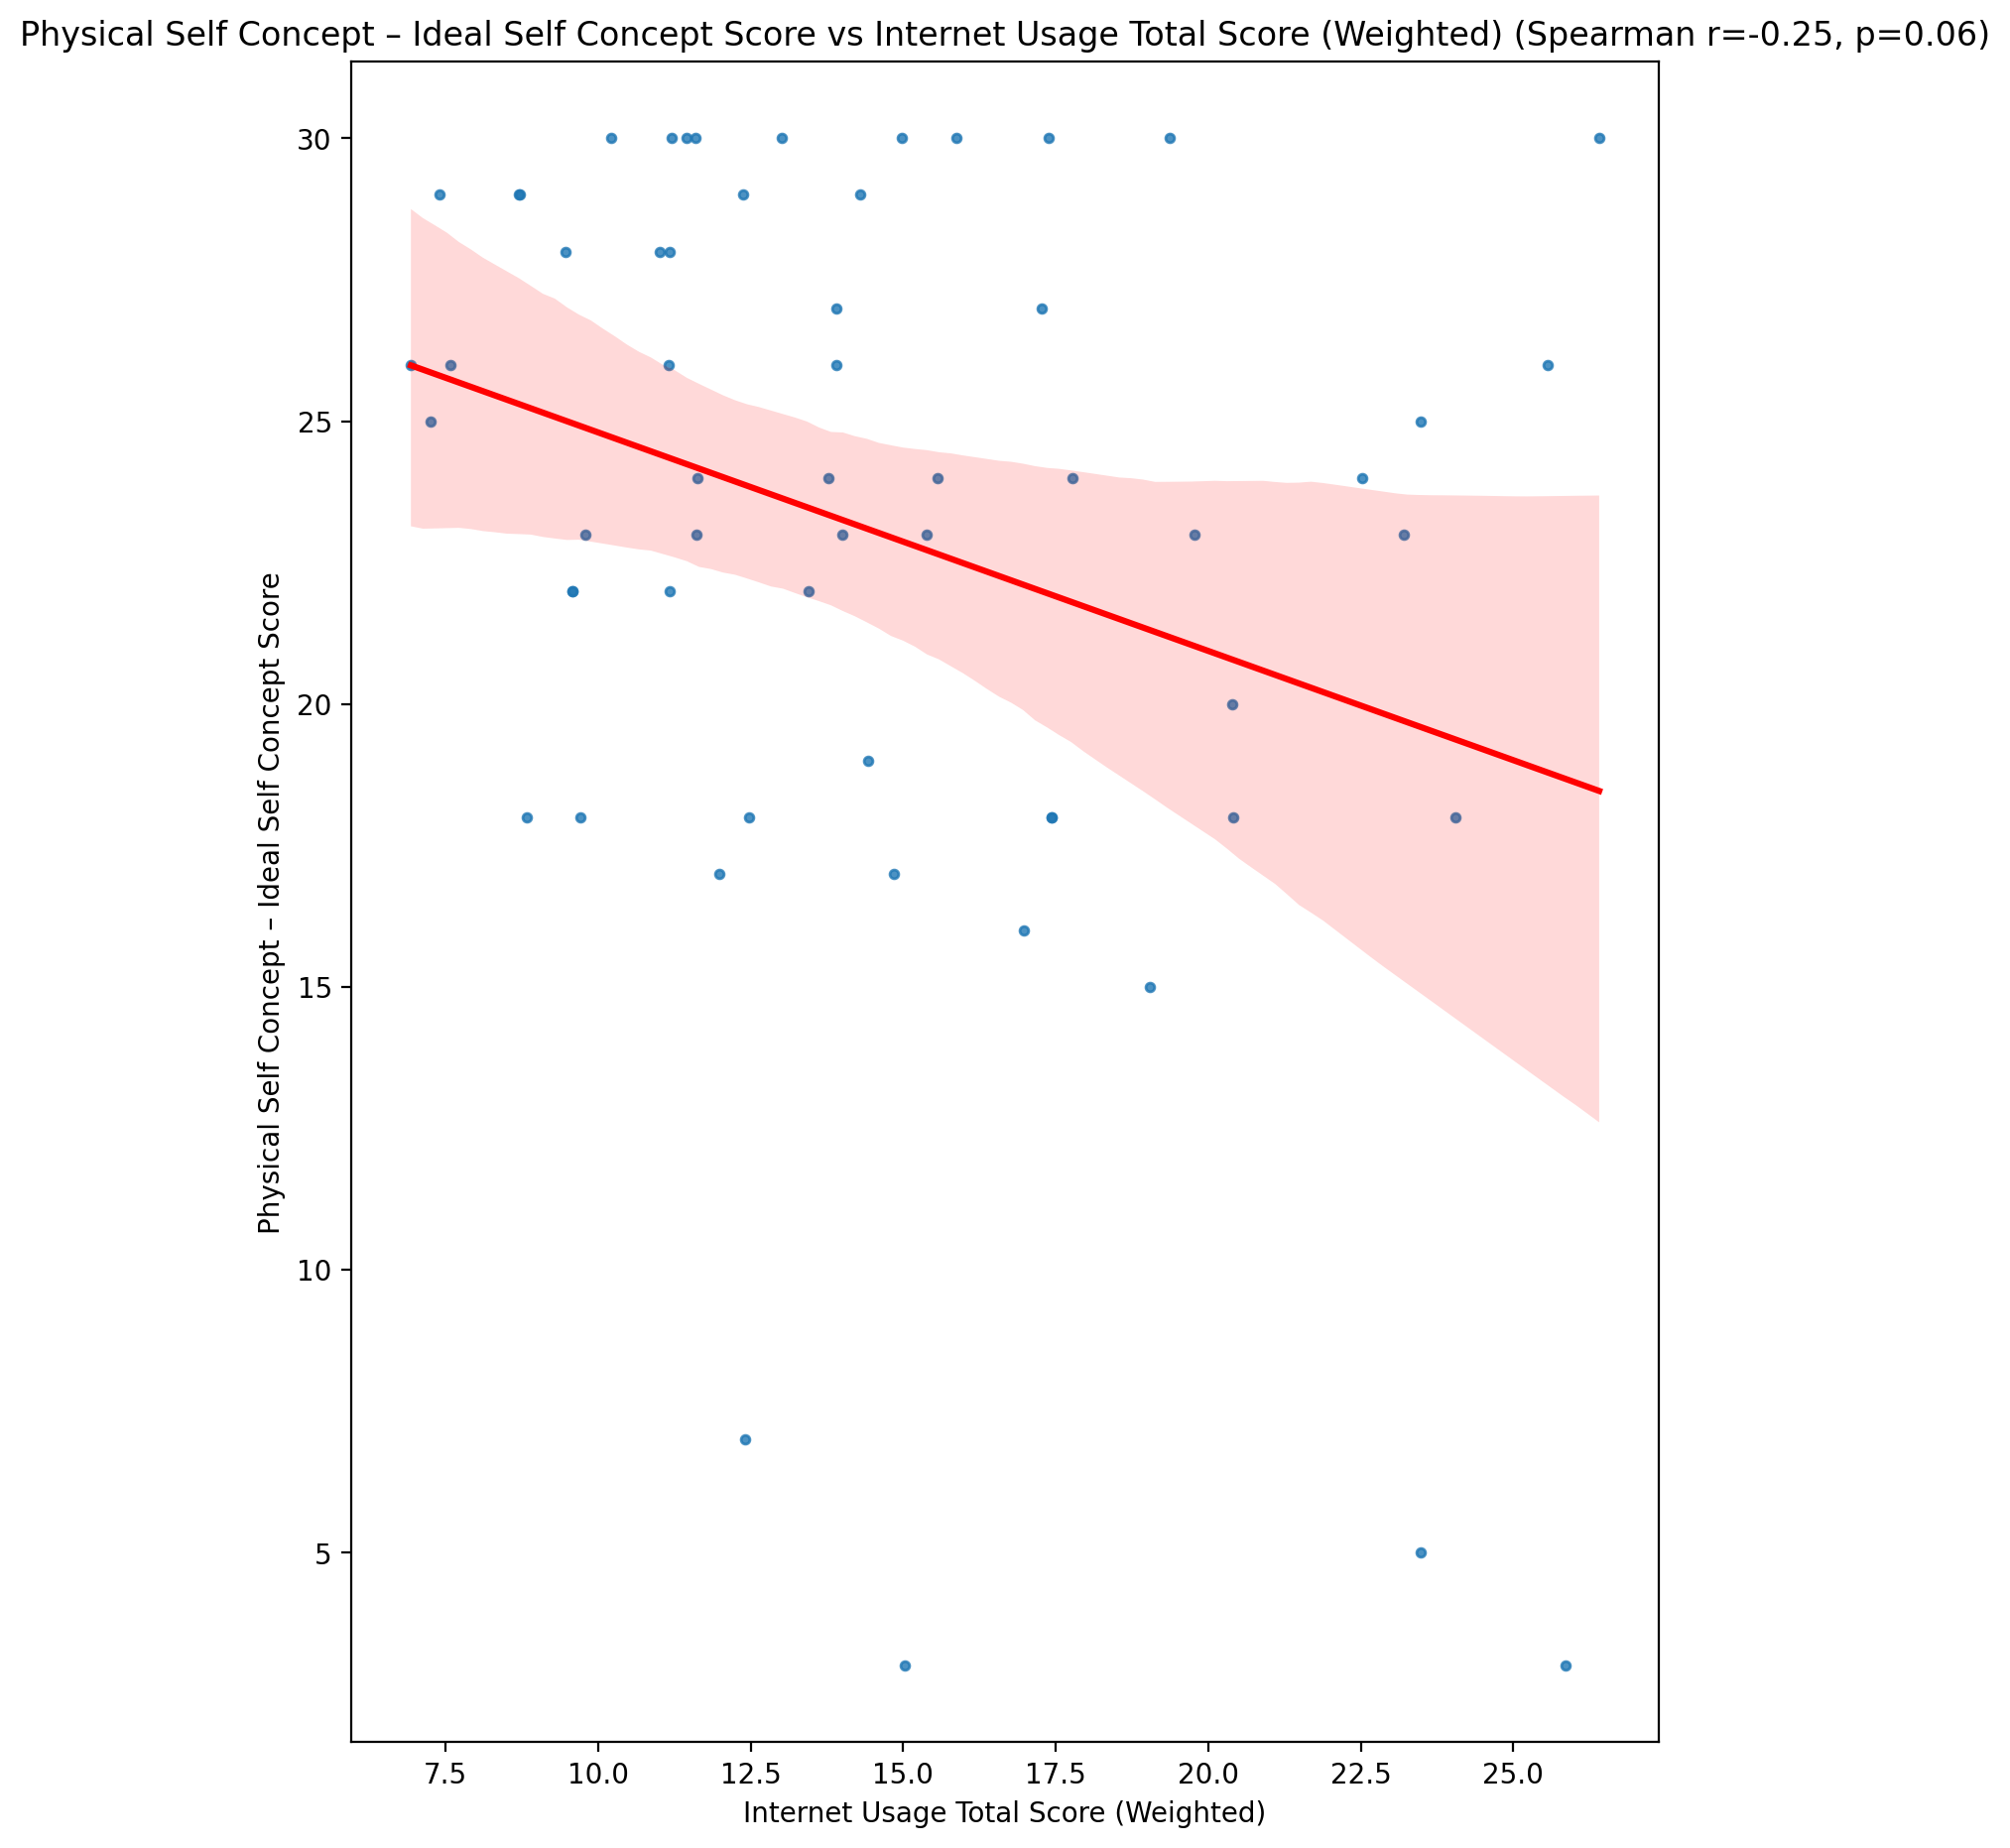 Physical Self Concept – Ideal Self Concept Score vs Internet Usage Total Score (Weighted) (Spearman r=-0.25, p=0.06)
Physical Self Concept – Ideal Self Concept Score
30
25
20
15
10
5
7.5 10.0 12.5 15.0 17.5 20.0 22.5 25.0
Internet Usage Total Score (Weighted)